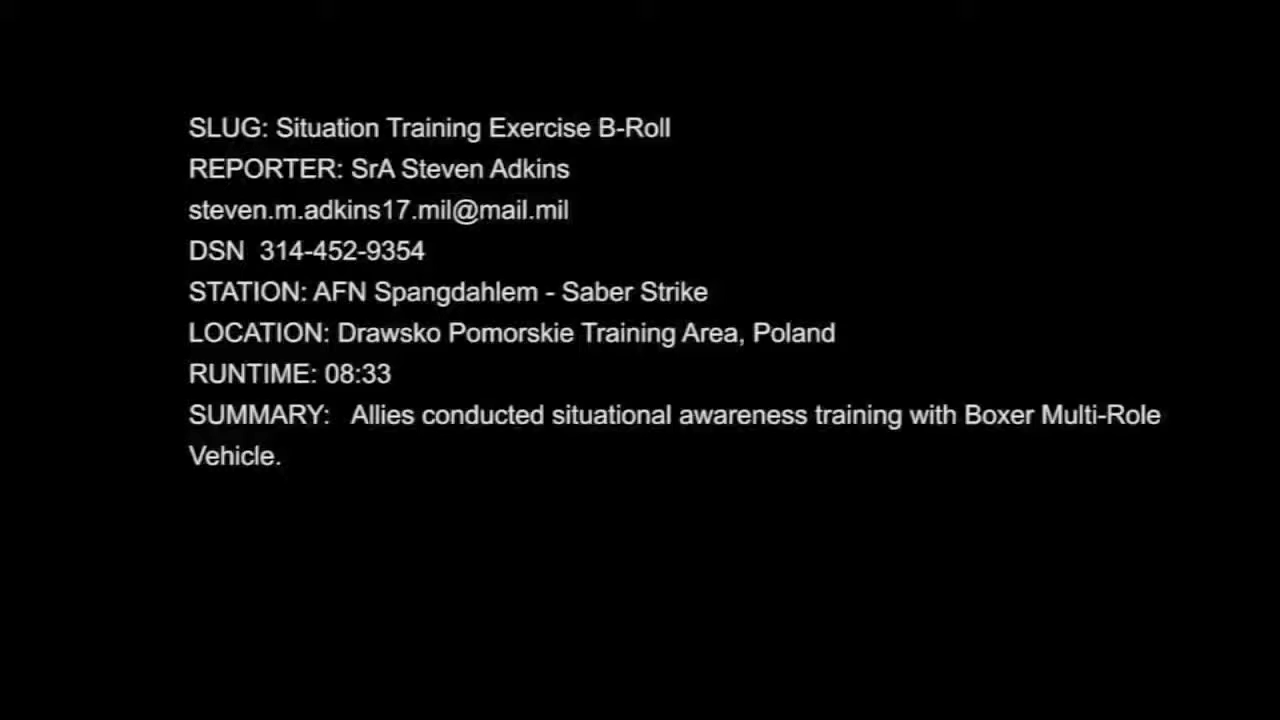 SLUG: Situation Training Exercise B-Roll
REPORTER: SrA Steven Adkins
steven.m.adkins17.mil@mail.mil
DSN  314-452-9354
STATION: AFN Spangdahlem - Saber Strike
LOCATION: Drawsko Pomorskie Training Area, Poland
RUNTIME: 08:33
SUMMARY:   Allies conducted situational awareness training with Boxer Multi-Role
Vehicle.